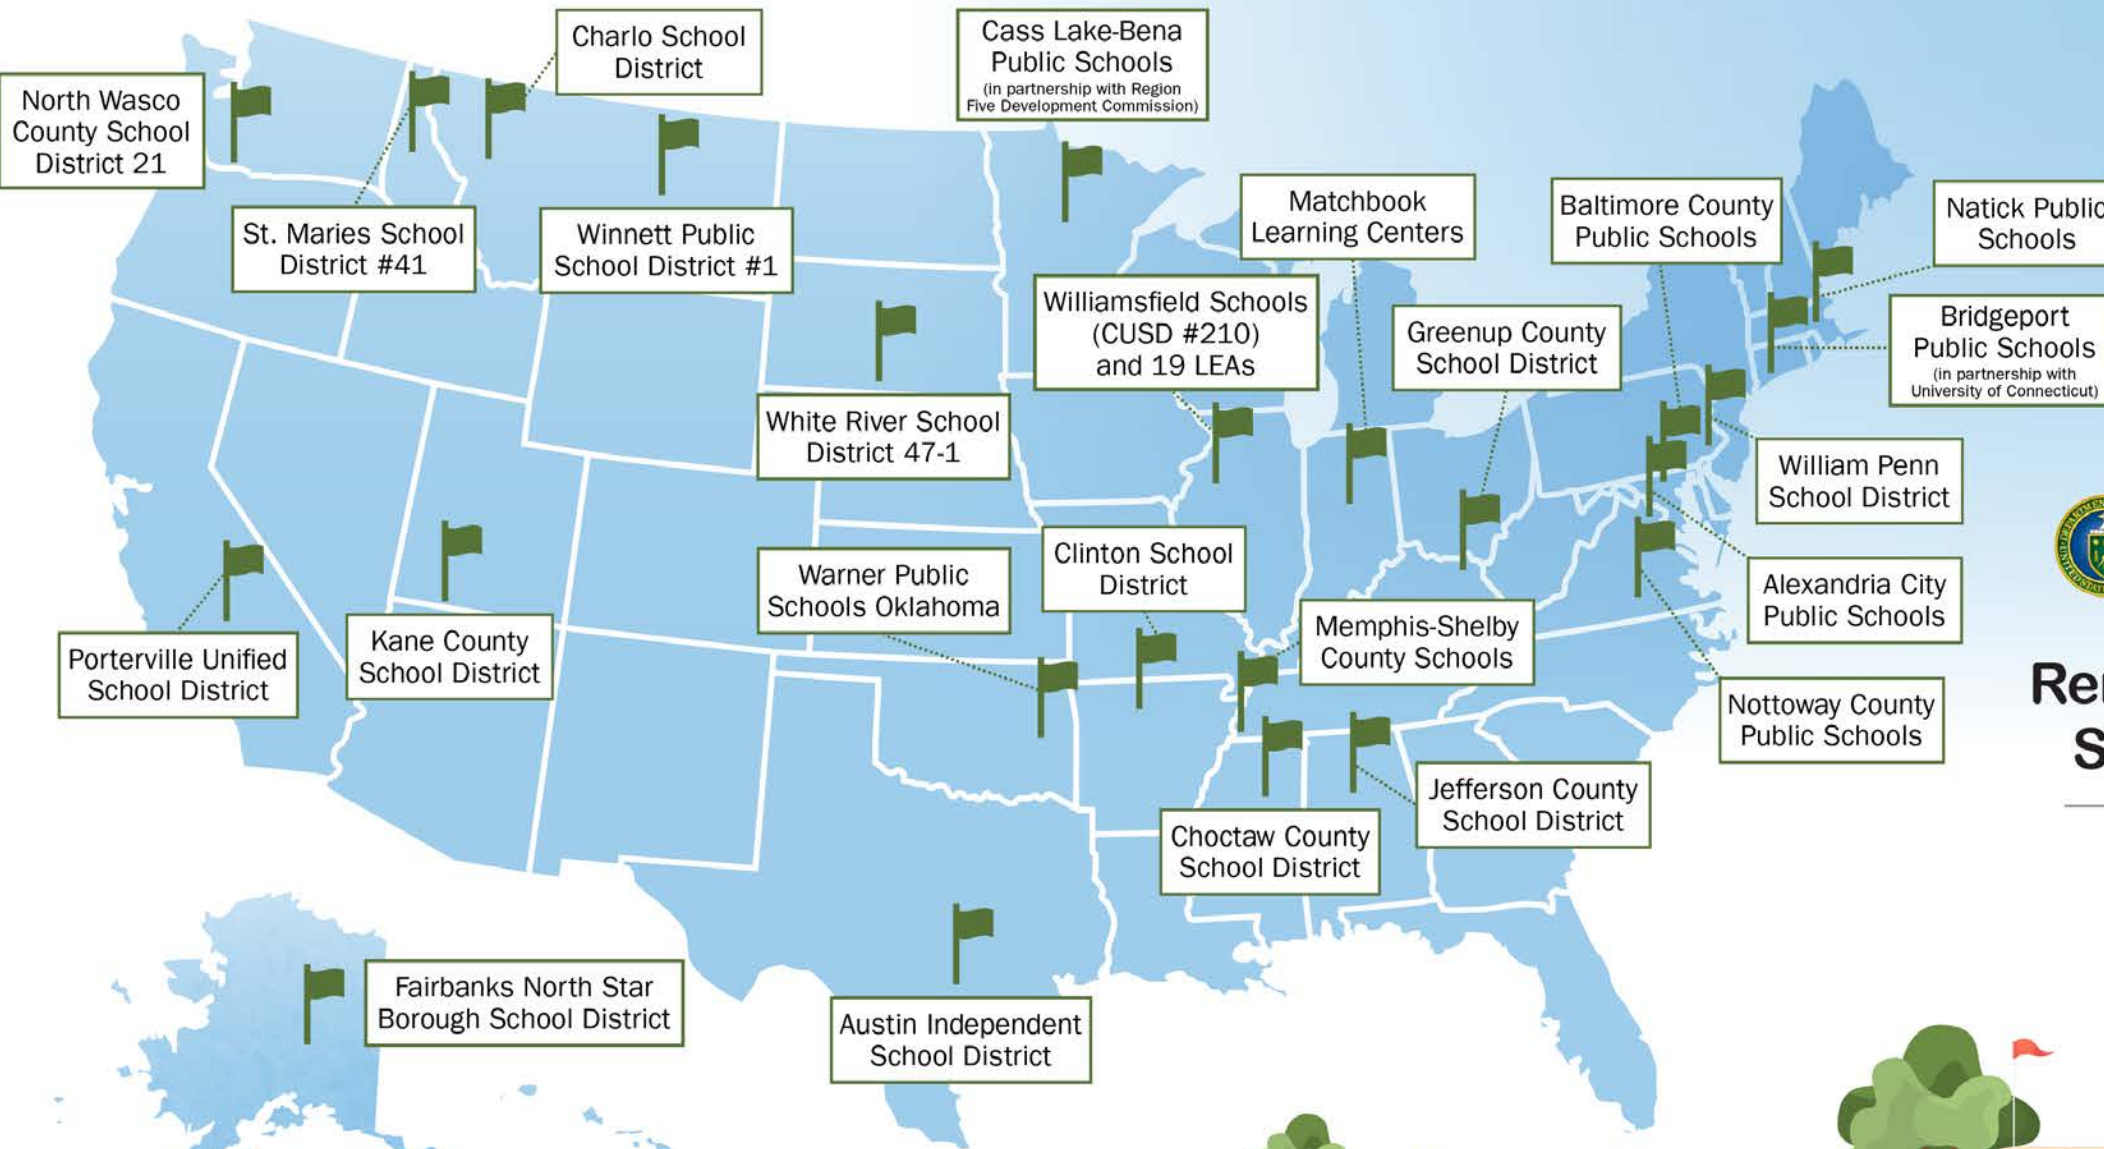 Charlo School
District
Cass Lake-Bena
Public Schools
(in partnership with Region
Five Development Commission)
North Wasco
County School
District 21
St. Maries School
District #41
Winnett Public
School District #1
Matchbook
Learning Centers
Baltimore County
Public Schools
Natick Public
Schools
Williamsfield Schools
(CUSD #210)
and 19 LEAs
Greenup County
School District
Bridgeport
Public Schools
(in partnership with
University of Connecticut)
White River School
District 47-1
William Penn
School District
Warner Public
Schools Oklahoma
Clinton School
District
Alexandria City
Public Schools
Porterville Unified
School District
Kane County
School District
Memphis-Shelby
County Schools
Nottoway County
Public Schools
Jefferson County
School District
Choctaw County
School District
Fairbanks North Star
Borough School District
Austin Independent
School District